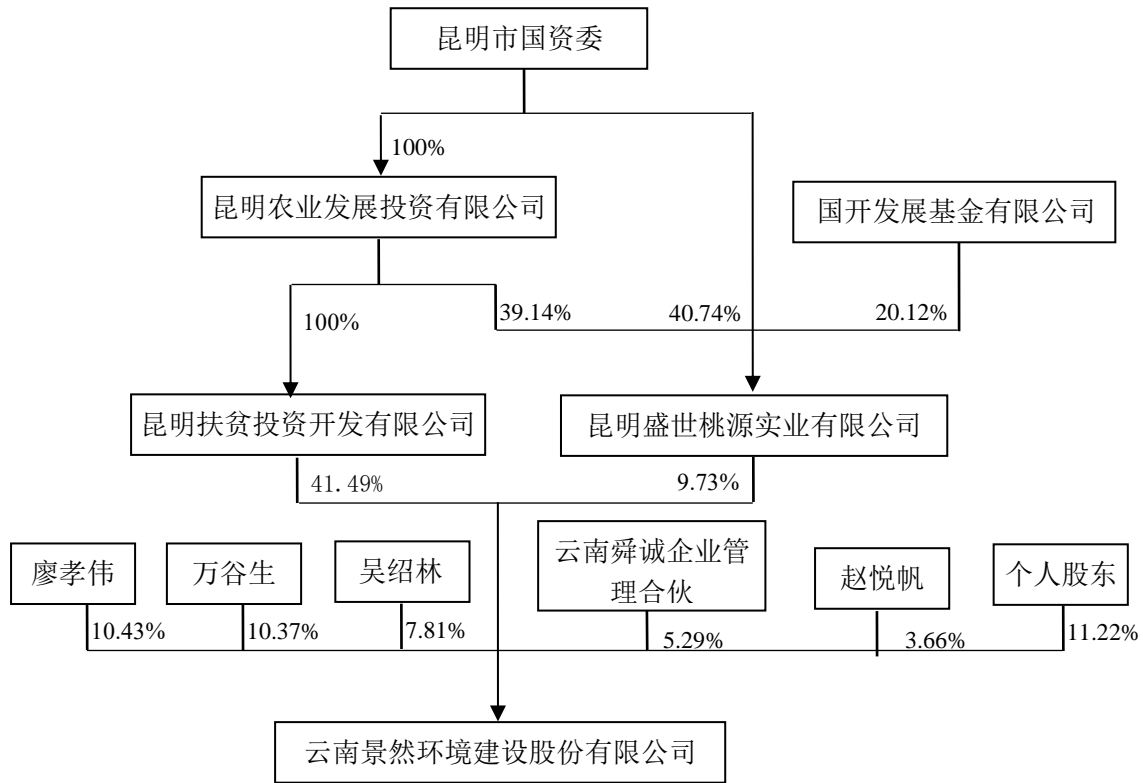 昆明市国资委
100%
昆明农业发展投资有限公司
国开发展基金有限公司
100%
39.14%
40.74%
20.12%
昆明扶贫投资开发有限公司
昆明盛世桃源实业有限公司
41.49%
9.73%
廖孝伟
万谷生
吴绍林
云南舜诚企业管
理合伙
赵悦帆
个人股东
10.43%
10.37%
7.81%
5.29%
3.66%
11.22%
云南景然环境建设股份有限公司